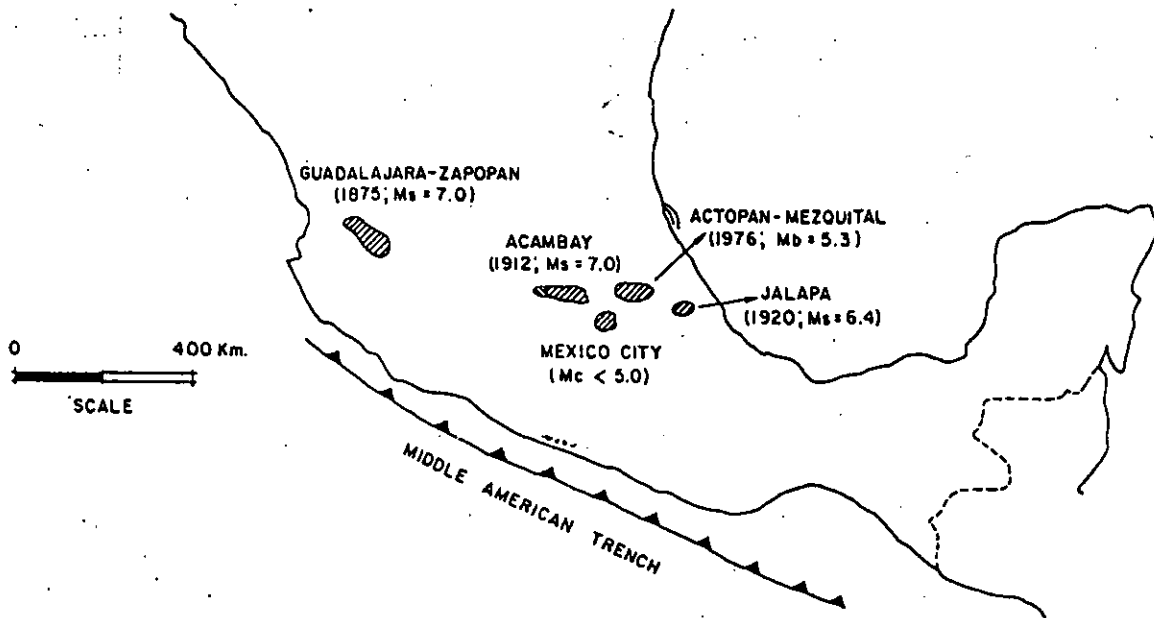 GUADALAJARA-ZAPOPAN
(1875; Ms = 7.0)
ACAMBAY
(1912; Ms = 7.0)
ACTOPAN-MEZQUITAL
(1976; Mb = 5.3)
JALAPA
(1920; Ms = 6.4)
MEXICO CITY
(Mc < 5.0)
0 400 Km.
SCALE
MIDDLE AMERICAN TRENCH